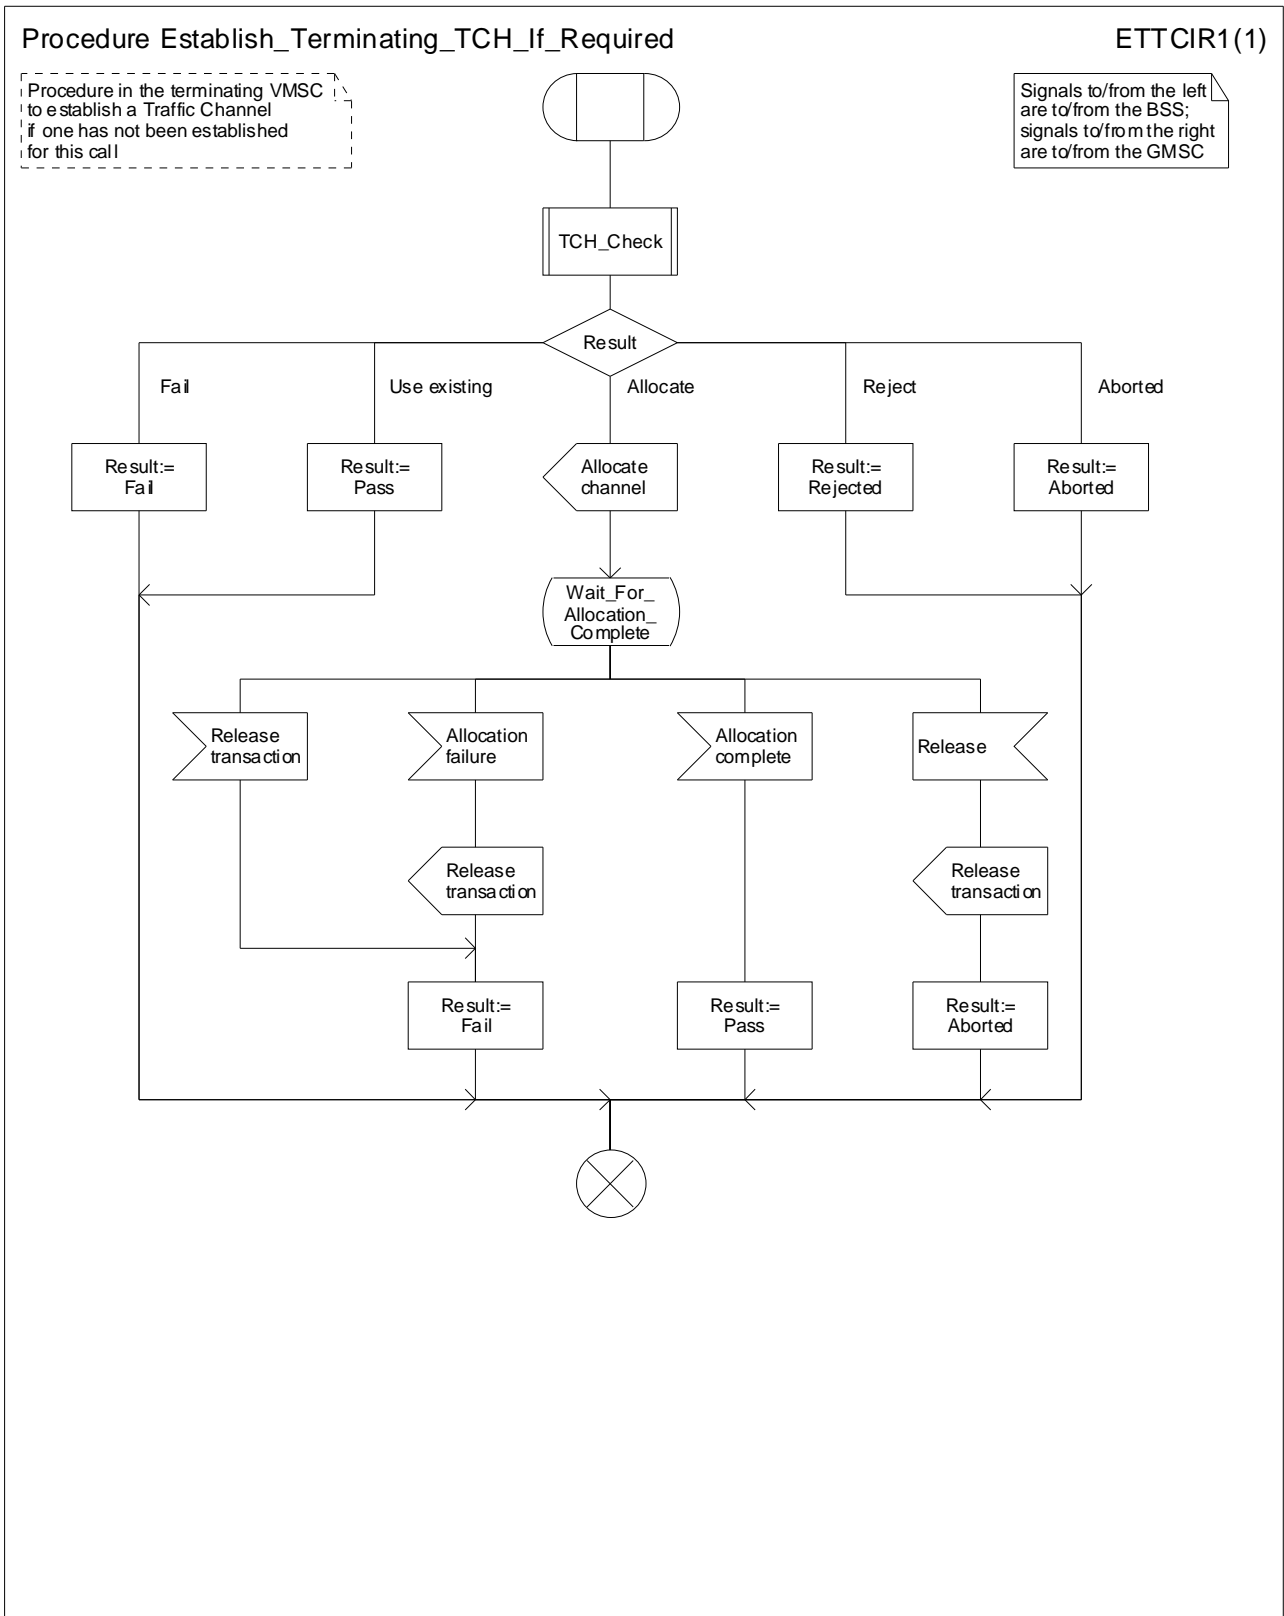 Procedure Establish_Terminating_TCH_If_Required
ETTCIR1(1)
Procedure in the terminating VMSC
to establish a Traffic Channel
if one has not been established
for this call
Signals to/from the left
are to/from the BSS;
signals to/from the right
are to/from the GMSC
TCH_Check
Result
Fail
Use existing
Allocate
Reject
Aborted
Result:=
Fail
Result:=
Pass
Allocate
channel
Result:=
Rejected
Result:=
Aborted
Wait_For_
Allocation_
Complete
Release
transaction
Allocation
failure
Allocation
complete
Release
Release
transaction
Release
transaction
Result:=
Fail
Result:=
Pass
Result:=
Aborted